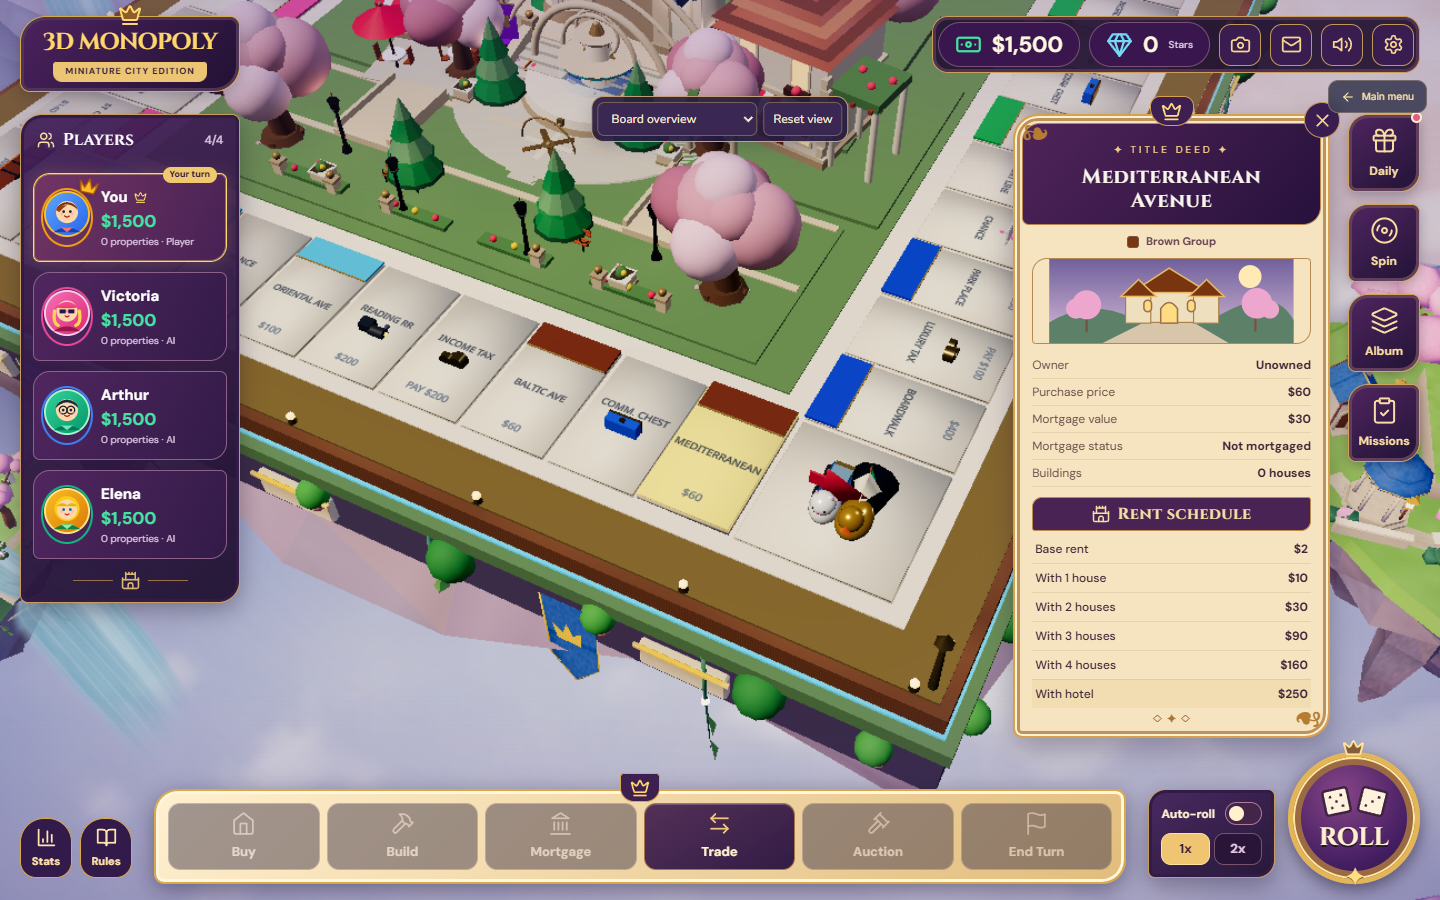 3D MONOPOLY
MINIATURE CITY EDITION
$1,500
0 Stars
Main menu
Board overview
Reset view
PLAYERS 4/4
Your turn
You
$1,500
0 properties · Player
Victoria
$1,500
0 properties · AI
Arthur
$1,500
0 properties · AI
Elena
$1,500
0 properties · AI
ORIENTAL AVE
$100
READING RR
$200
INCOME TAX
PAY $200
BALTIC AVE
$60
COMM. CHEST
MEDITERRANEAN
$60
BOARDWALK
$400
LUXURY TAX
PAY $100
PARK PLACE
CHANCE
TITLE DEED
MEDITERRANEAN
AVENUE
Brown Group
Owner Unowned
Purchase price $60
Mortgage value $30
Mortgage status Not mortgaged
Buildings 0 houses
RENT SCHEDULE
Base rent $2
With 1 house $10
With 2 houses $30
With 3 houses $90
With 4 houses $160
With hotel $250
Daily
Spin
Album
Missions
Stats
Rules
Buy
Build
Mortgage
Trade
Auction
End Turn
Auto-roll
1x
2x
ROLL